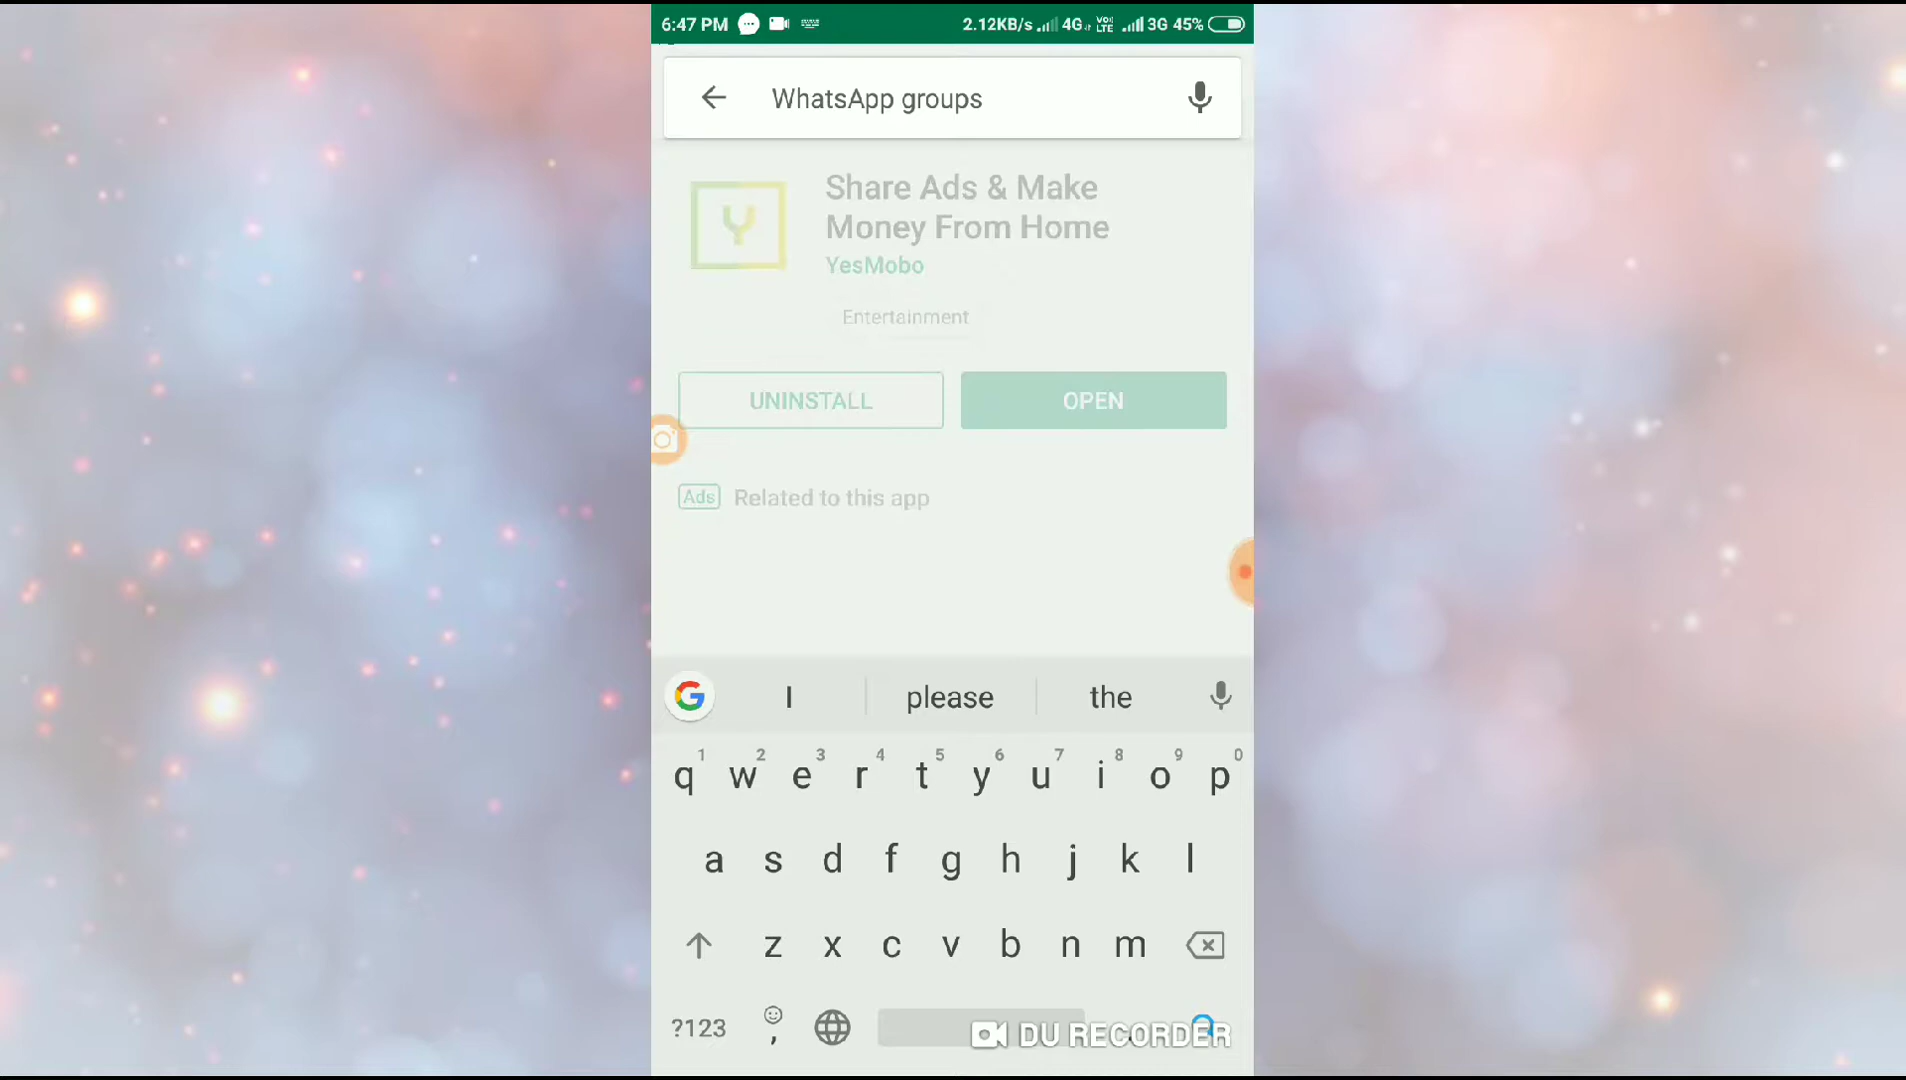 6:47 PM 2.12KB/s 4G VoLTE 3G 45%
WhatsApp groups
Share Ads & Make
Money From Home
YesMobo
Entertainment
UNINSTALL OPEN
Ads Related to this app
G I please the
1 2 3 4 5 6 7 8 9 0
q w e r t y u i o p
a s d f g h j k l
z x c v b n m
?123 ,
DU RECORDER